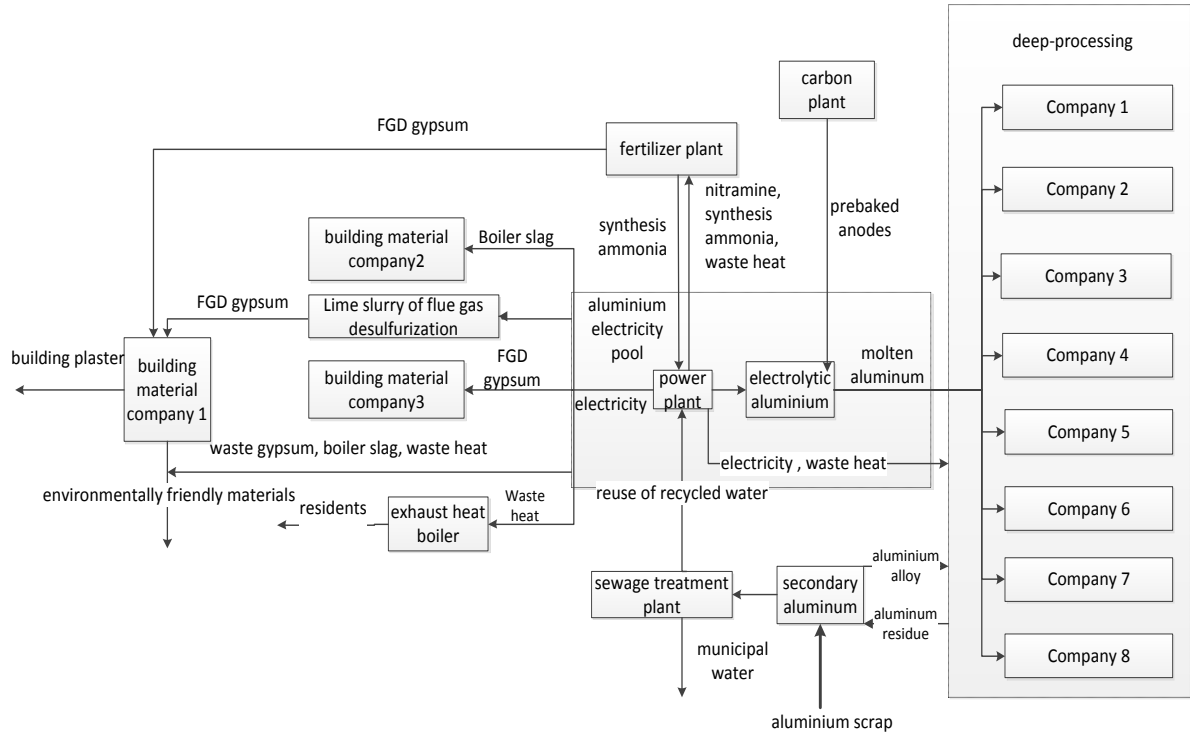 deep-processing
carbon
plant
Company 1
FGD gypsum
fertilizer plant
Company 2
nitramine,
synthesis
ammonia,
waste heat
synthesis
ammonia
prebaked
anodes
building material
company2
Boiler slag
Company 3
FGD gypsum
Lime slurry of flue gas
desulfurization
aluminium
electricity
pool
building plaster
building
material
company 1
FGD
gypsum
building material
company3
electricity
power
plant
electrolytic
aluminium
molten
aluminum
Company 4
Company 5
waste gypsum, boiler slag, waste heat
electricity , waste heat
environmentally friendly materials
residents
exhaust heat
boiler
Waste
heat
reuse of recycled water
Company 6
sewage treatment
plant
secondary
aluminum
aluminium
alloy
aluminum
residue
Company 7
municipal
water
Company 8
aluminium scrap